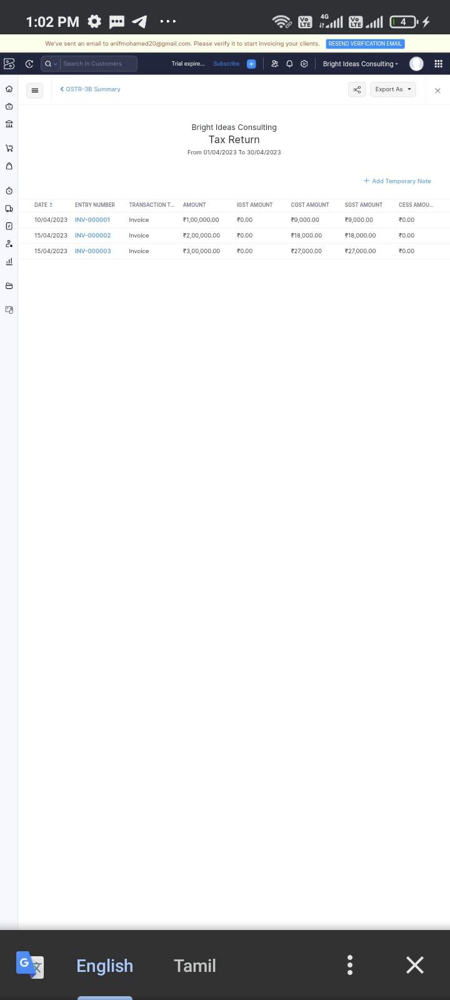 1:02 PM
Vo LTE 4G Vo LTE 4
We've sent an email to anifmohamed20@gmail.com. Please verify it to start invoicing your clients. RESEND VERIFICATION EMAIL
Search in Customers Trial expire... Subscribe Bright Ideas Consulting
GSTR-3B Summary Export As
Bright Ideas Consulting
Tax Return
From 01/04/2023 To 30/04/2023
+ Add Temporary Note
DATE ENTRY NUMBER TRANSACTION T... AMOUNT IGST AMOUNT CGST AMOUNT SGST AMOUNT CESS AMOU...
10/04/2023 INV-000001 Invoice ₹1,00,000.00 ₹0.00 ₹9,000.00 ₹9,000.00 ₹0.00
15/04/2023 INV-000002 Invoice ₹2,00,000.00 ₹0.00 ₹18,000.00 ₹18,000.00 ₹0.00
15/04/2023 INV-000003 Invoice ₹3,00,000.00 ₹0.00 ₹27,000.00 ₹27,000.00 ₹0.00
G 文 English Tamil